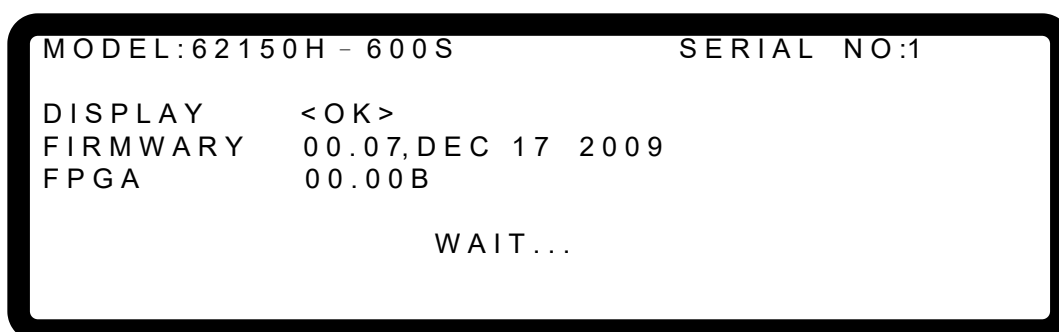 MODEL:62150H-600S SERIAL NO:1
DISPLAY <OK>
FIRMWARY 00.07,DEC 17 2009
FPGA 00.00B
WAIT...